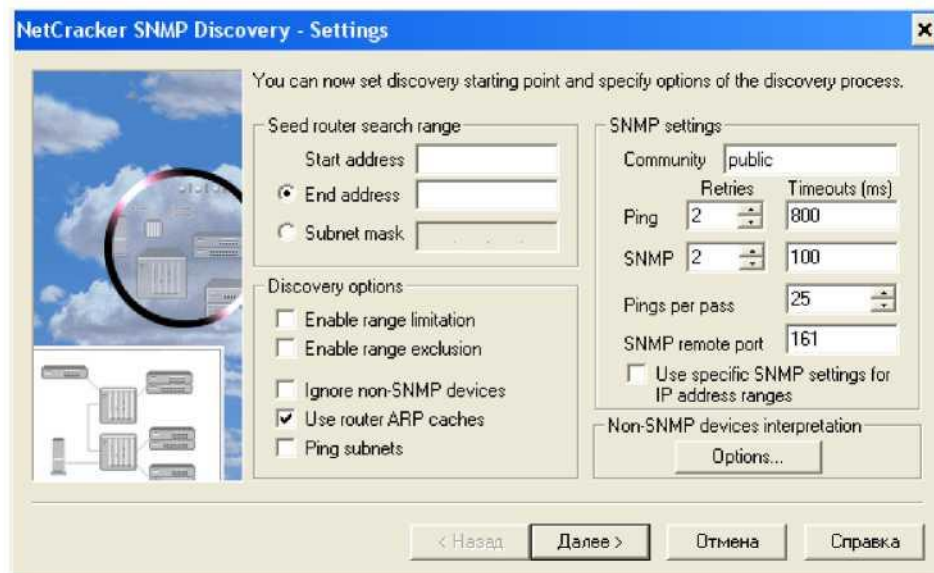 NetCracker SNMP Discovery - Settings
You can now set discovery starting point and specify options of the discovery process.
Seed router search range
Start address
End address
Subnet mask
Discovery options
Enable range limitation
Enable range exclusion
Ignore non-SNMP devices
Use router ARP caches
Ping subnets
SNMP settings
Community public
Retries Timeouts (ms)
Ping 2 800
SNMP 2 100
Pings per pass 25
SNMP remote port 161
Use specific SNMP settings for
IP address ranges
Non-SNMP devices interpretation
Options...
< Назад Далее > Отмена Справка